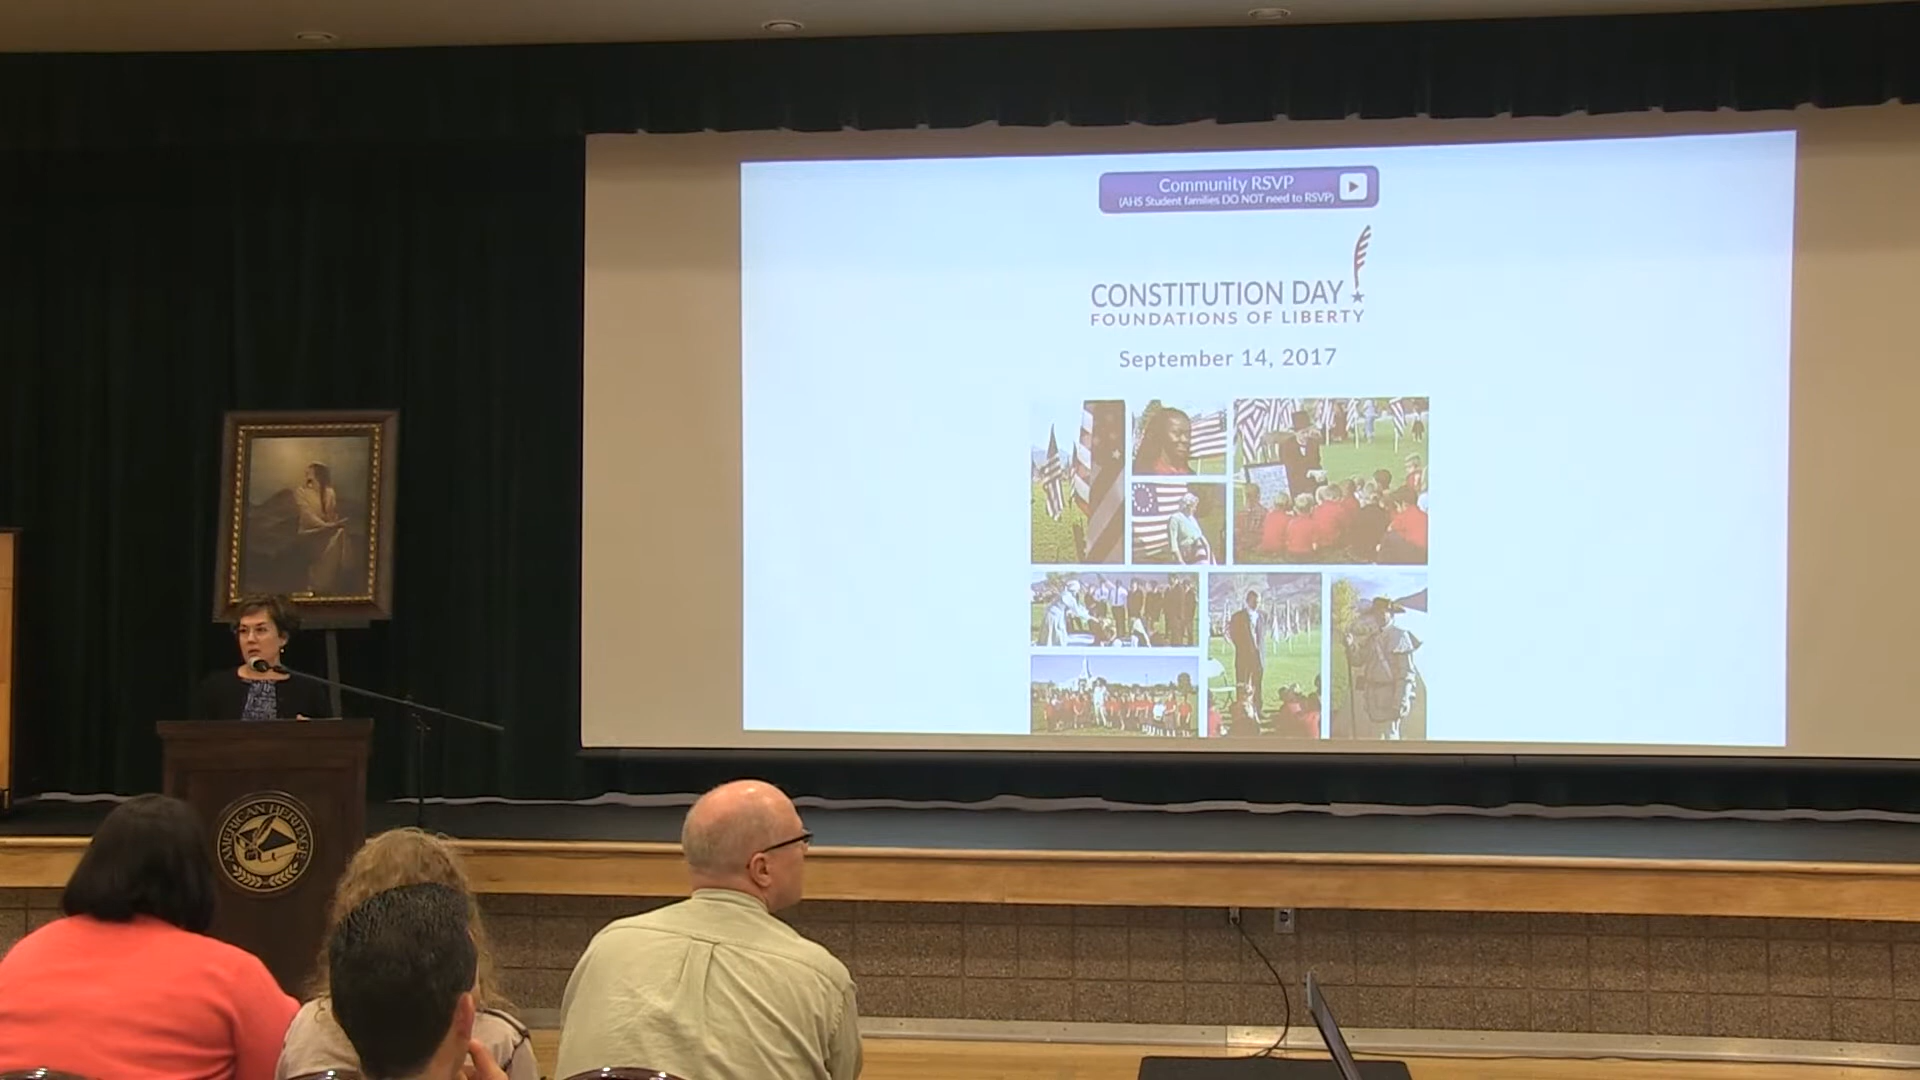 Community RSVP
(AHS Student families DO NOT need to RSVP)
CONSTITUTION DAY
FOUNDATIONS OF LIBERTY
September 14, 2017
AMERICAN HERITAGE